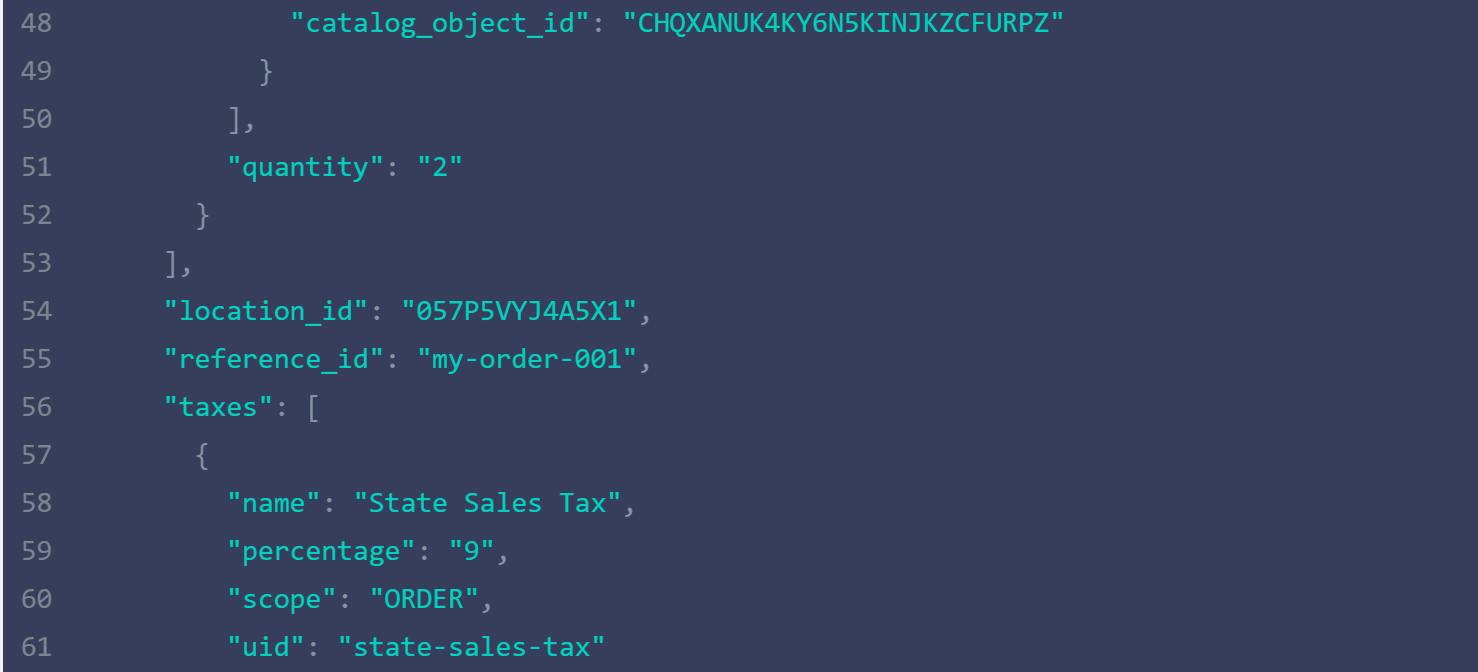 48               "catalog_object_id": "CHQXANUK4KY6N5KINJKZCFURPZ"
49             }
50           ],
51           "quantity": "2"
52         }
53       ],
54       "location_id": "057P5VYJ4A5X1",
55       "reference_id": "my-order-001",
56       "taxes": [
57         {
58           "name": "State Sales Tax",
59           "percentage": "9",
60           "scope": "ORDER",
61           "uid": "state-sales-tax"